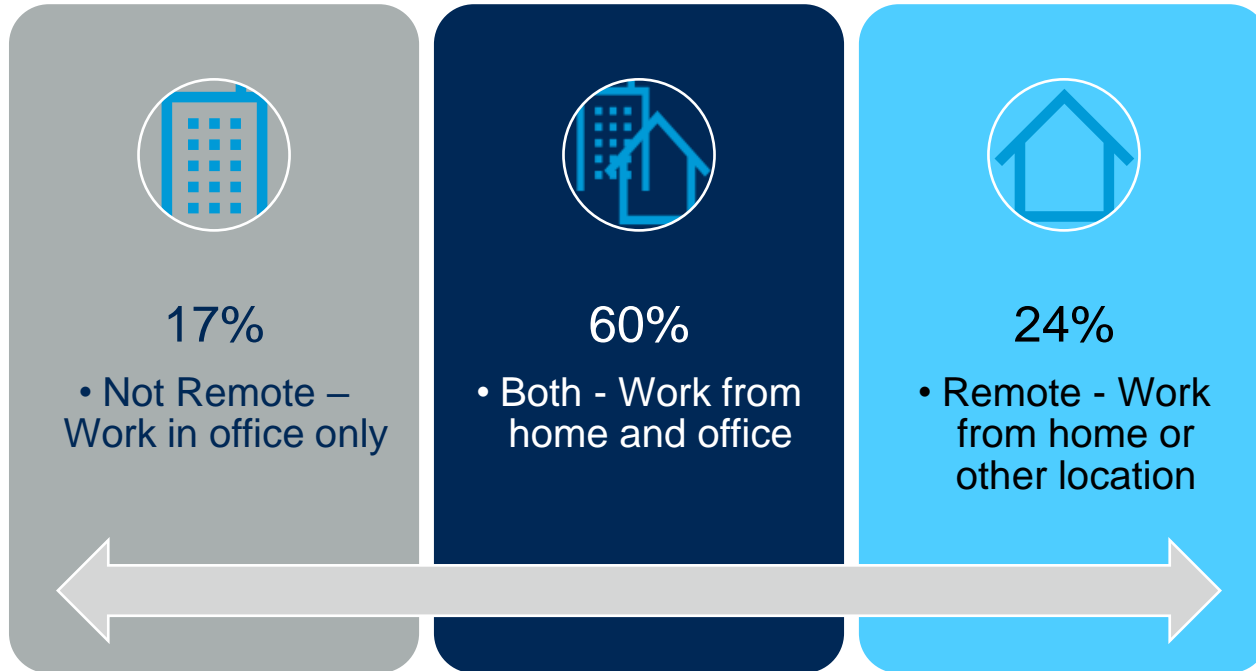 17%
• Not Remote –
Work in office only
60%
• Both - Work from
home and office
24%
• Remote - Work
from home or
other location